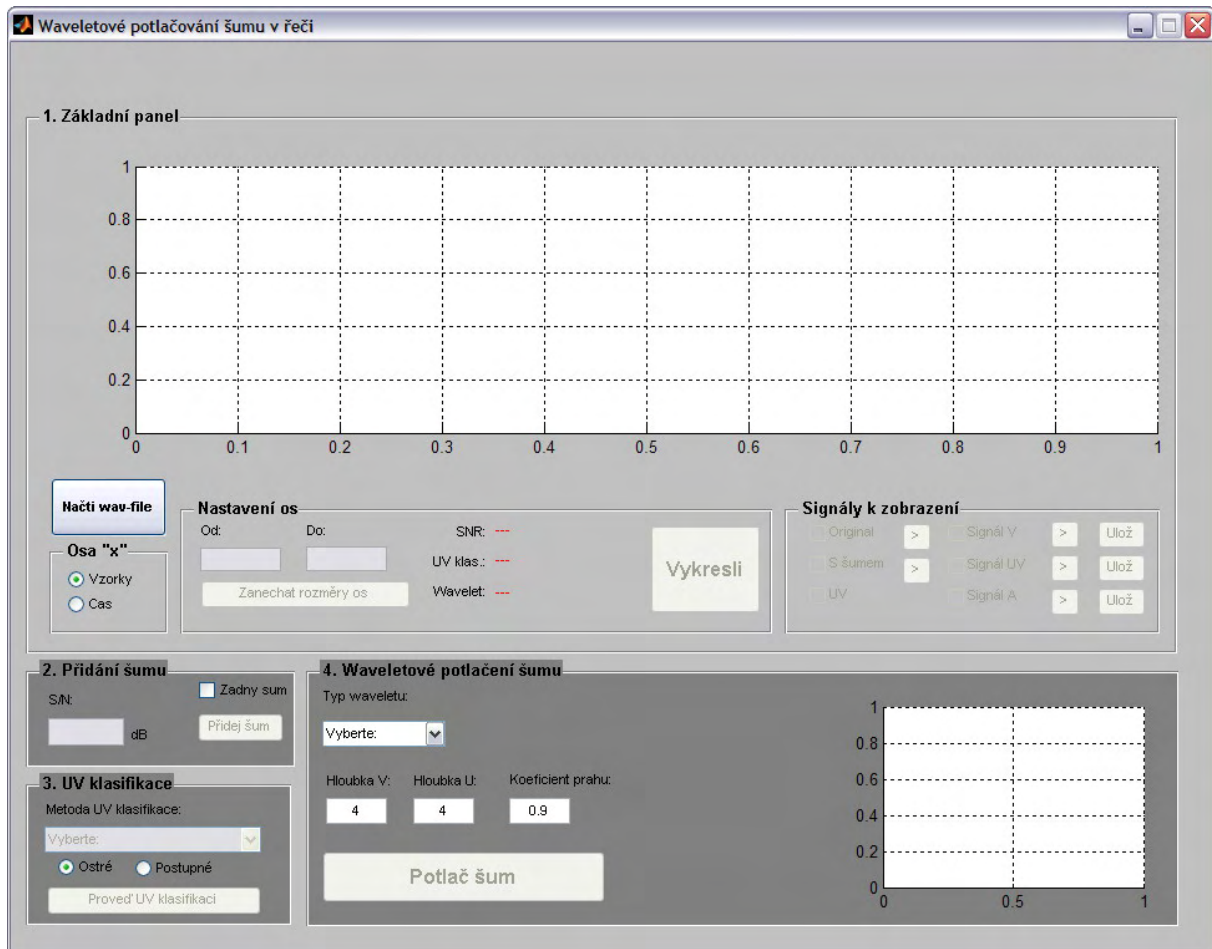 Waveletové potlačování šumu v řeči
1. Základní panel
1
0.8
0.6
0.4
0.2
0
0 0.1 0.2 0.3 0.4 0.5 0.6 0.7 0.8 0.9 1
Načti wav-file
Osa "x"
Vzorky
Cas
Nastavení os
Od: Do:
Zanechat rozměry os
SNR: ---
UV klas.: ---
Wavelet: ---
Vykresli
Signály k zobrazení
Original > Signál V > Ulož
S šumem > Signál UV > Ulož
UV Signál A > Ulož
2. Přidání šumu
S/N: Zadny sum
dB Přidej šum
3. UV klasifikace
Metoda UV klasifikace:
Vyberte:
Ostré Postupné
Proveď UV klasifikaci
4. Waveletové potlačení šumu
Typ waveletu:
Vyberte:
Hloubka V: Hloubka U: Koeficient prahu:
4 4 0.9
Potlač šum
1
0.8
0.6
0.4
0.2
0
0 0.5 1